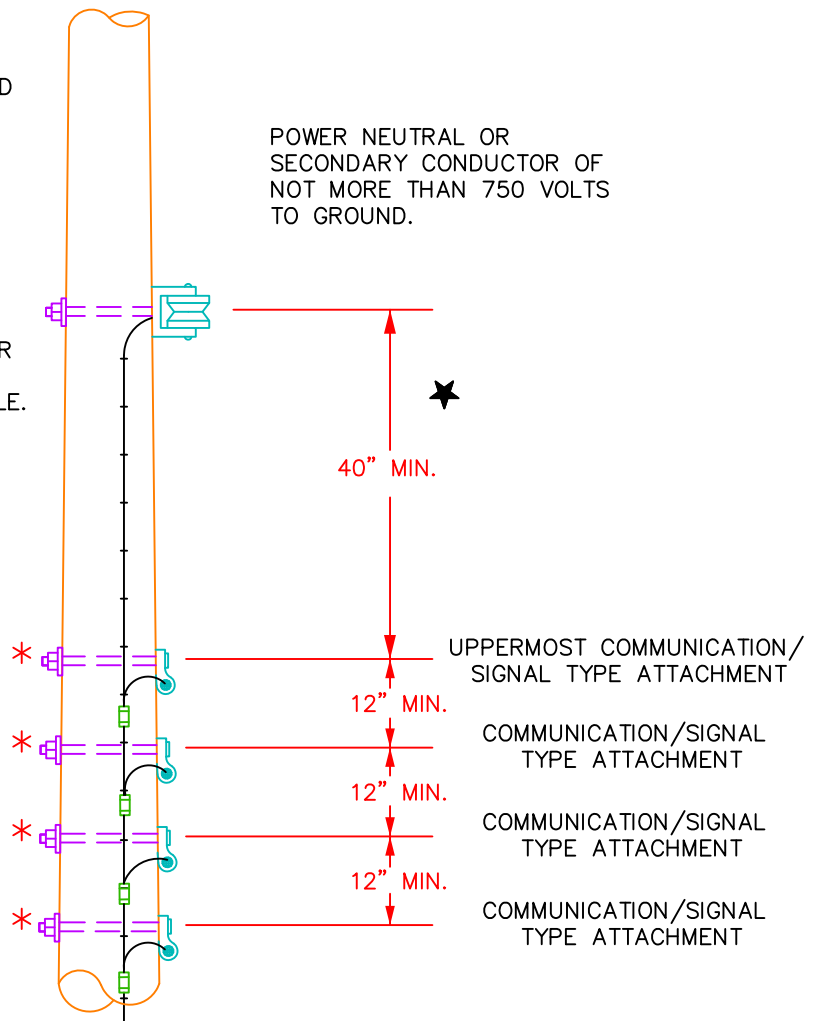 D
POWER NEUTRAL OR
SECONDARY CONDUCTOR OF
NOT MORE THAN 750 VOLTS
TO GROUND.
R
LE.
40" MIN.
UPPERMOST COMMUNICATION/
SIGNAL TYPE ATTACHMENT
12" MIN.
COMMUNICATION/SIGNAL
TYPE ATTACHMENT
12" MIN.
COMMUNICATION/SIGNAL
TYPE ATTACHMENT
12" MIN.
COMMUNICATION/SIGNAL
TYPE ATTACHMENT